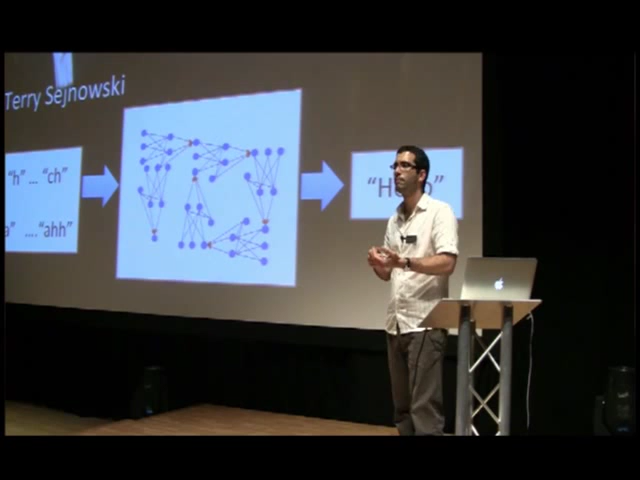 Terry Sejnowski
"h" ... "ch"
a" ...."ahh"